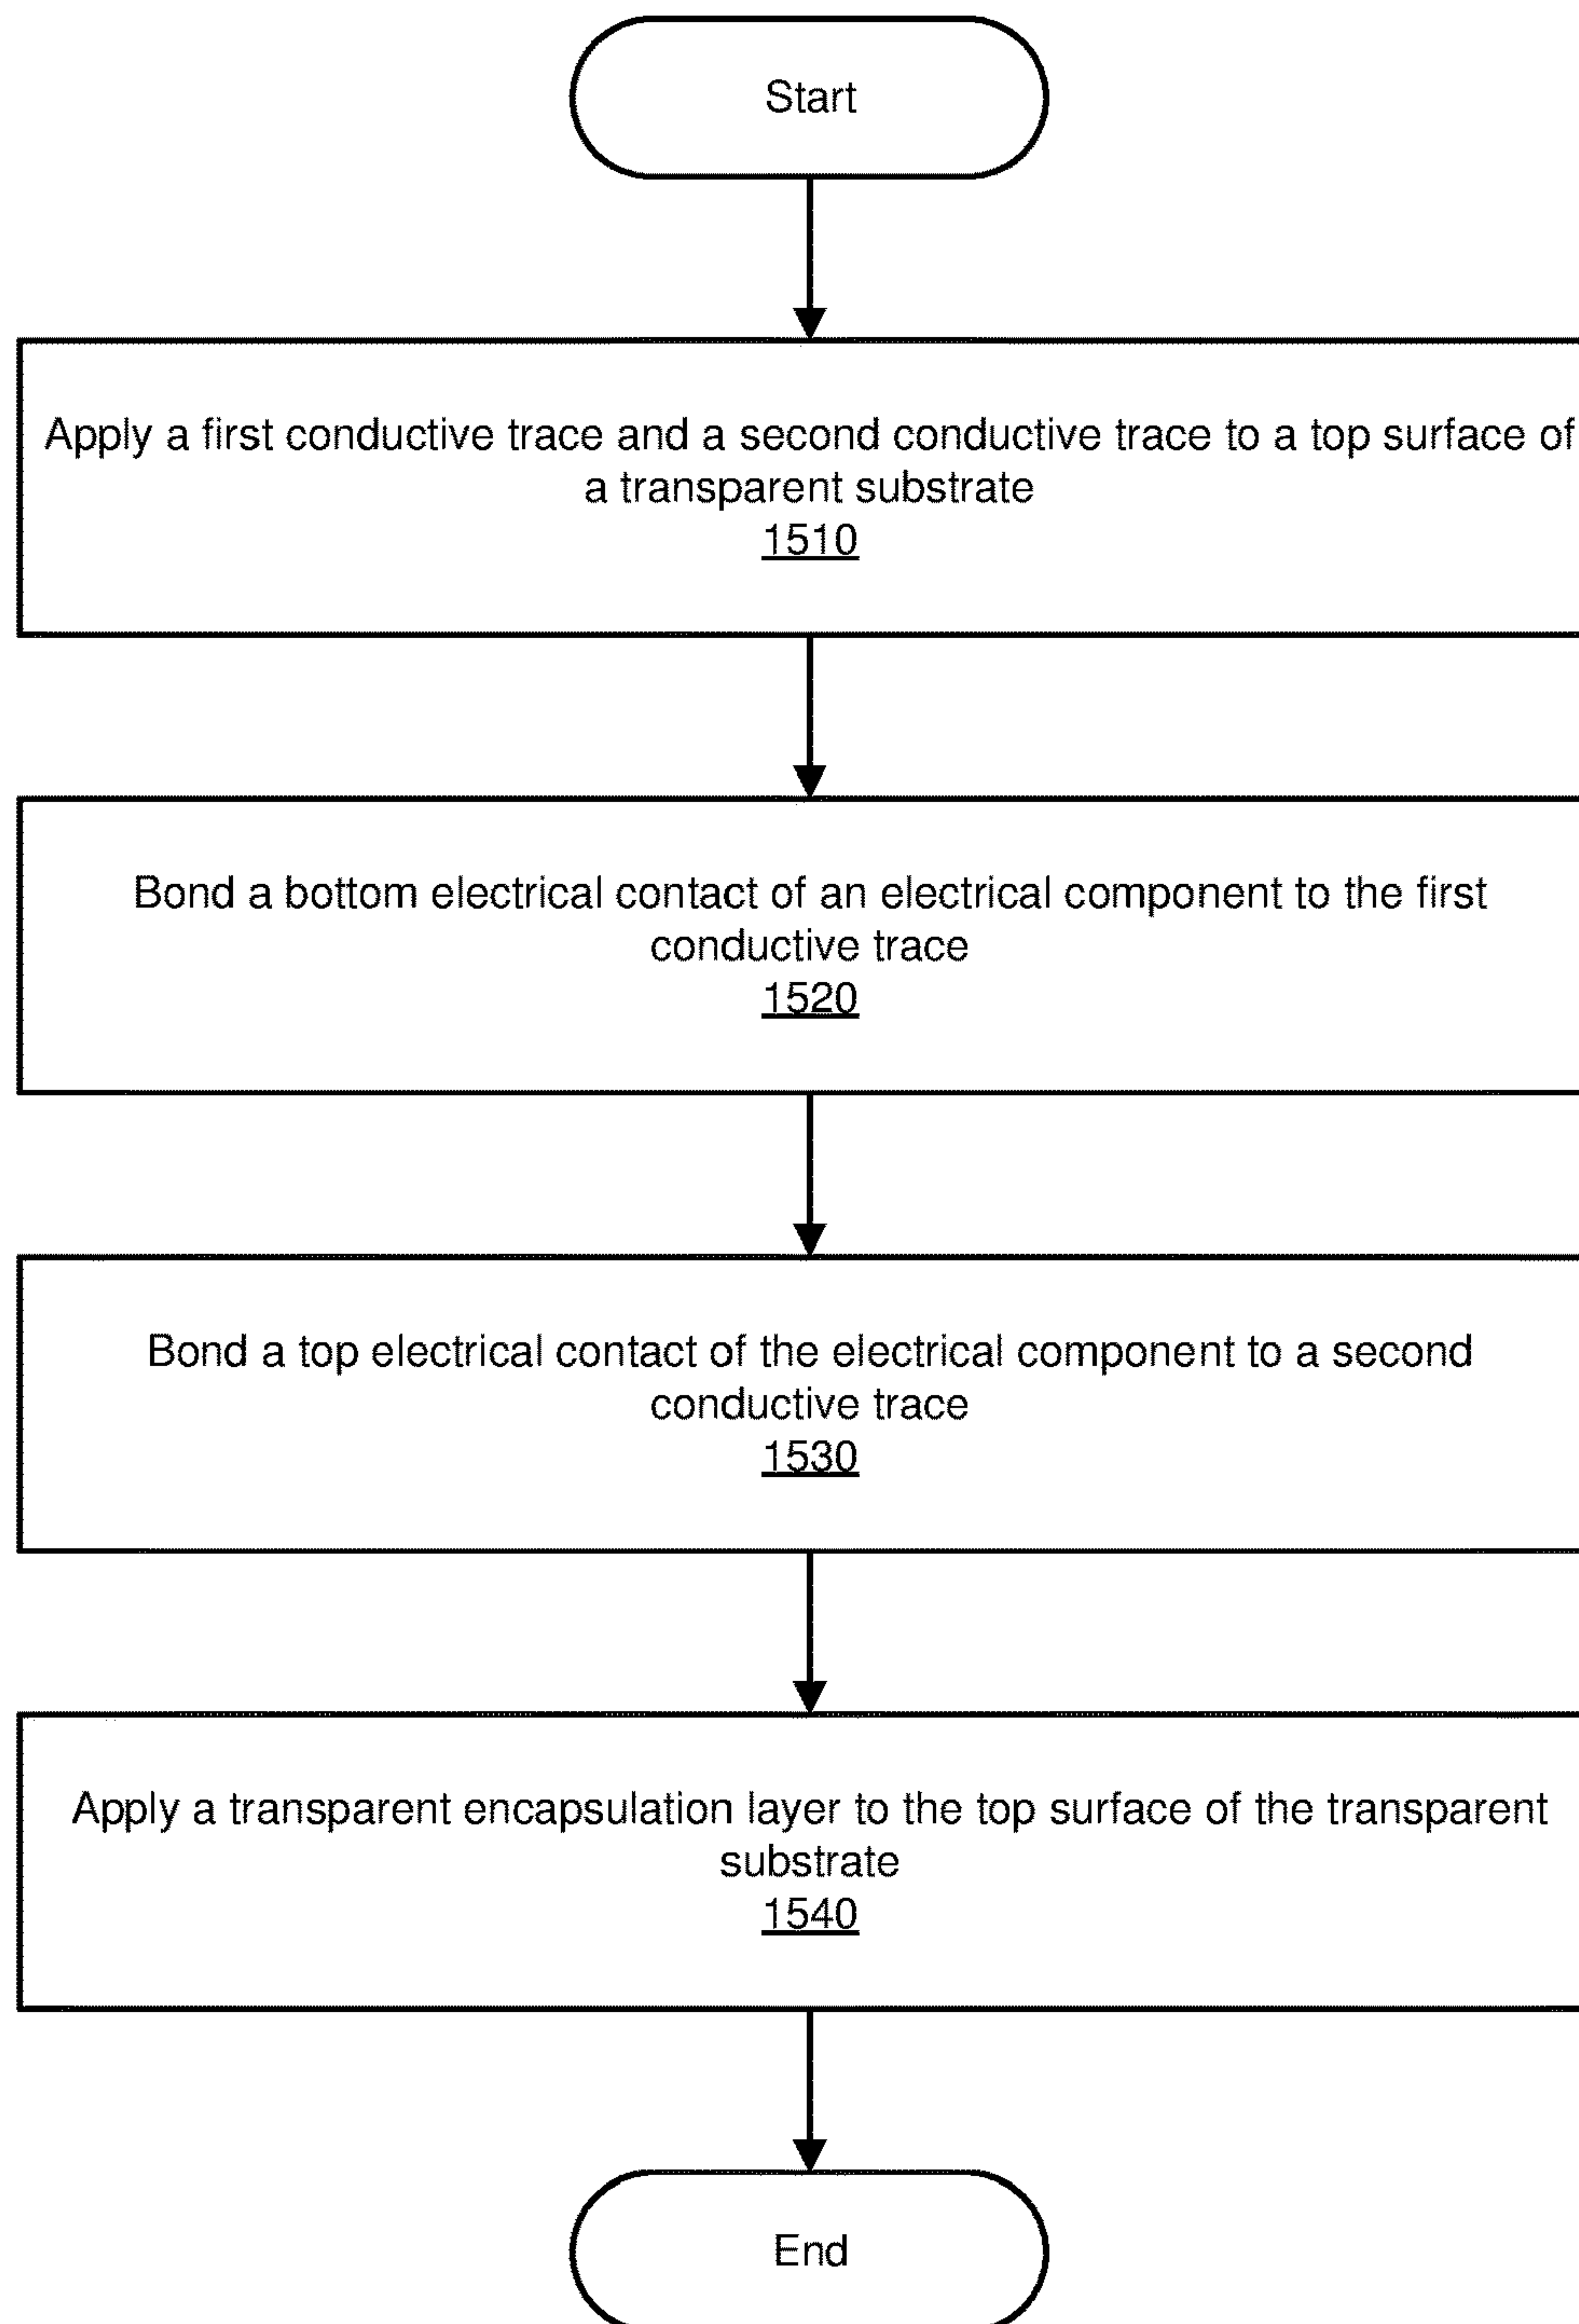 Start
Apply a first conductive trace and a second conductive trace to a top surface of
a transparent substrate
1510
Bond a bottom electrical contact of an electrical component to the first
conductive trace
1520
Bond a top electrical contact of the electrical component to a second
conductive trace
1530
Apply a transparent encapsulation layer to the top surface of the transparent
substrate
1540
End